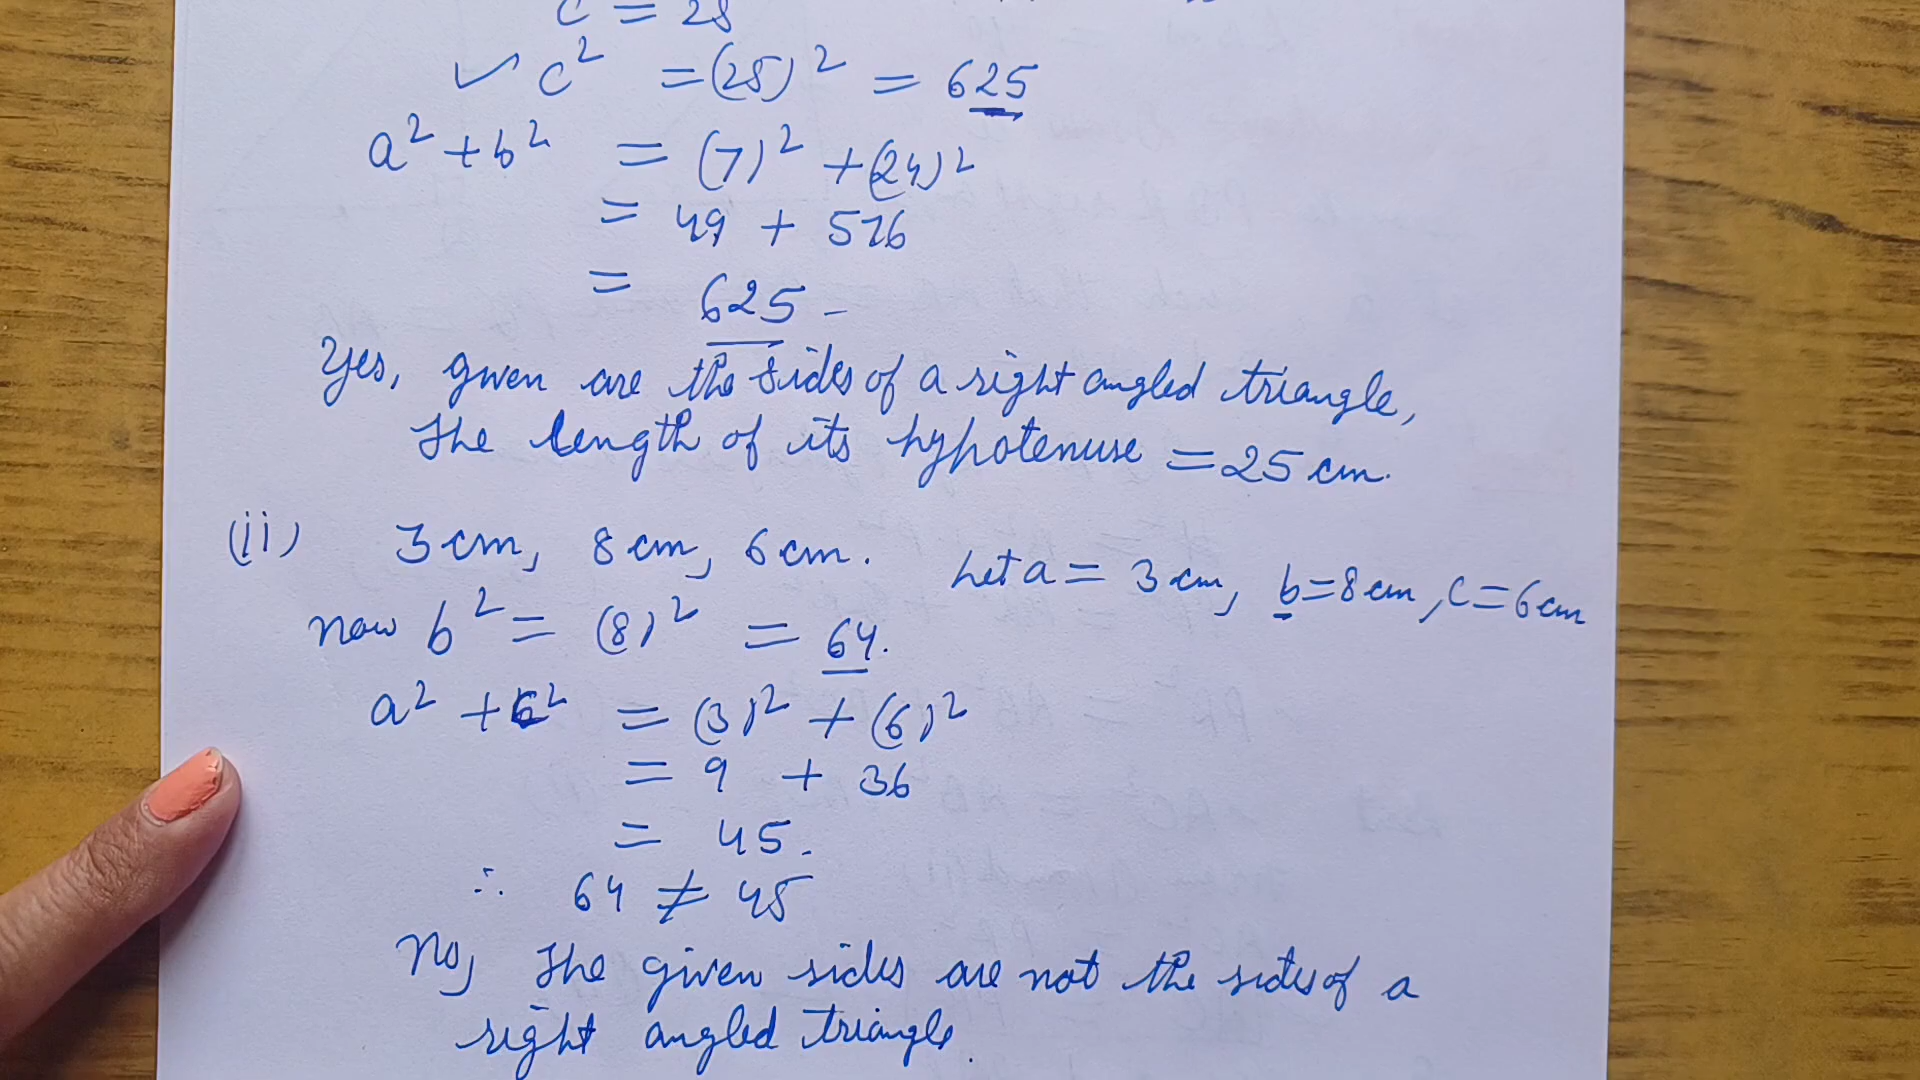 c = 25
✓ c² = (25)² = 625
a² + b² = (7)² + (24)²
= 49 + 576
= 625 -
Yes, given are the sides of a right angled triangle,
The length of its hypotenuse = 25 cm.
(ii) 3 cm, 8 cm, 6 cm. Let a = 3 cm, b = 8 cm, c = 6 cm
Now b² = (8)² = 64.
a² + c² = (3)² + (6)²
= 9 + 36
= 45.
∴ 64 ≠ 45
No, The given sides are not the sides of a
right angled triangle.